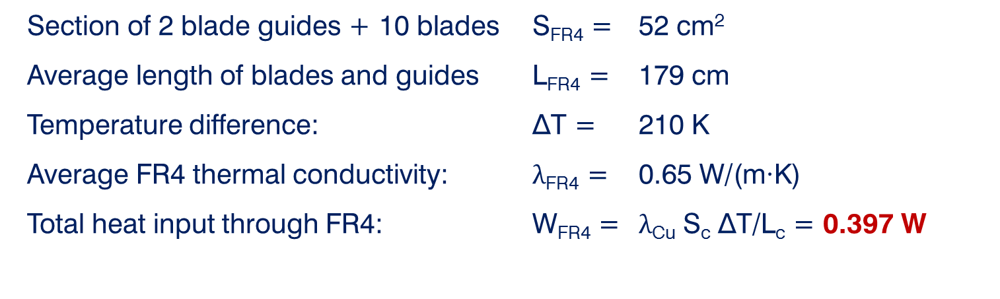 Section of 2 blade guides + 10 blades S_FR4 = 52 cm²
Average length of blades and guides L_FR4 = 179 cm
Temperature difference: ΔT = 210 K
Average FR4 thermal conductivity: λ_FR4 = 0.65 W/(m·K)
Total heat input through FR4: W_FR4 = λ_Cu S_c ΔT/L_c = 0.397 W